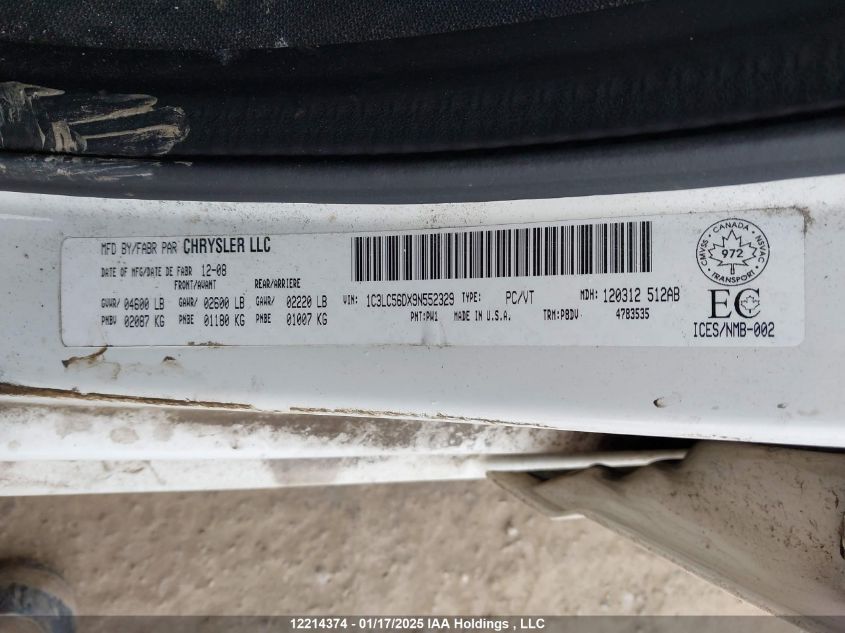 MFD BY/FABR PAR CHRYSLER LLC
DATE OF MFG/DATE DE FABR 12-08
FRONT/AVANT REAR/ARRIERE
GVWR/ 04600 LB GAWR/ 02600 LB GAWR/ 02220 LB
PNBV 02087 KG PNBE 01180 KG PNBE 01007 KG
VIN: 1C3LC56DX9N552329 TYPE: PC/VT MDH: 120312 512AB
PNT:PW1 MADE IN U.S.A. TRM:P8DV 4783535
CANADA
CMVSS 972 NSVAC
TRANSPORT
EC
ICES/NMB-002
12214374 - 01/17/2025 IAA Holdings , LLC